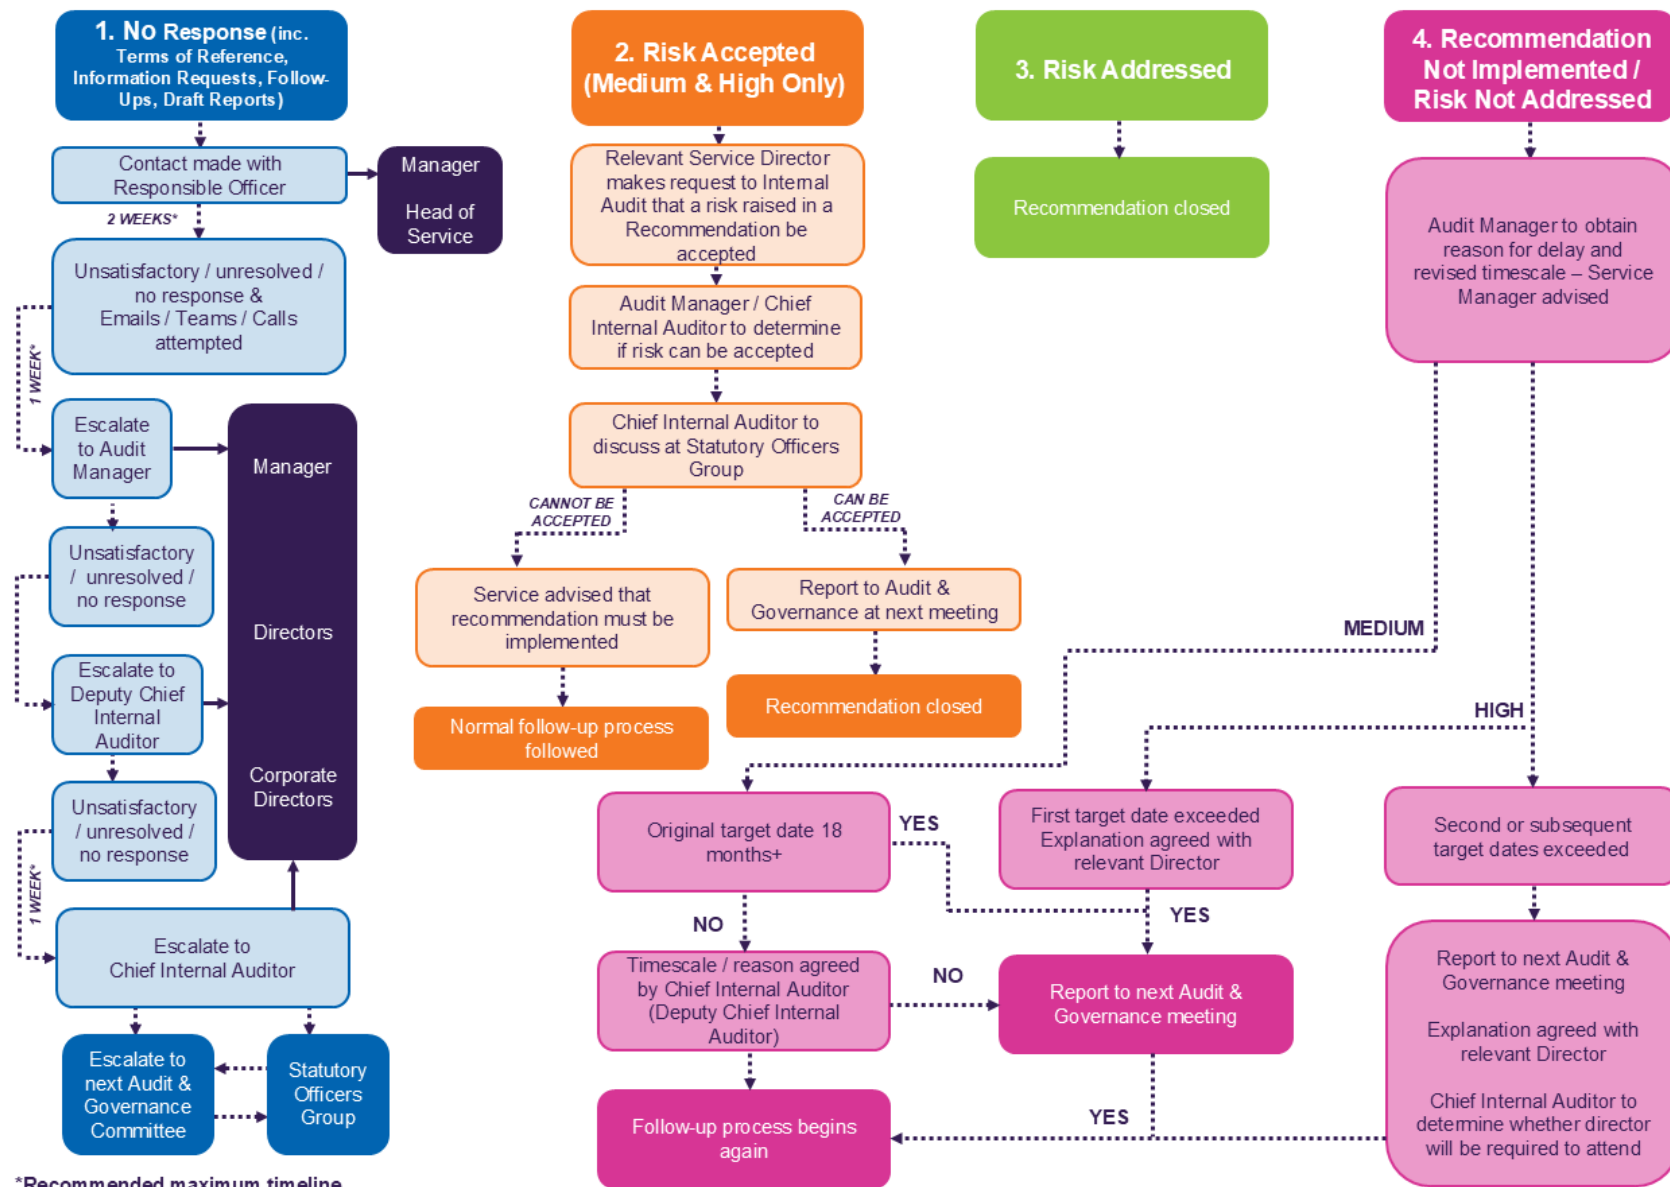 1. No Response (inc.
Terms of Reference,
Information Requests, Follow-
Ups, Draft Reports)
Contact made with
Responsible Officer
Manager
Head of
Service
2 WEEKS*
Unsatisfactory / unresolved /
no response &
Emails / Teams / Calls
attempted
1 WEEK*
Escalate
to Audit
Manager
Manager
Directors
Corporate
Directors
Unsatisfactory
/ unresolved /
no response
Escalate to
Deputy Chief
Internal
Auditor
Unsatisfactory
/ unresolved /
no response
1 WEEK*
Escalate to
Chief Internal Auditor
Escalate to
next Audit &
Governance
Committee
Statutory
Officers
Group
*Recommended maximum timeline
2. Risk Accepted
(Medium & High Only)
Relevant Service Director
makes request to Internal
Audit that a risk raised in a
Recommendation be
accepted
Audit Manager / Chief
Internal Auditor to determine
if risk can be accepted
Chief Internal Auditor to
discuss at Statutory Officers
Group
CANNOT BE
ACCEPTED
CAN BE
ACCEPTED
Service advised that
recommendation must be
implemented
Normal follow-up process
followed
Report to Audit &
Governance at next meeting
Recommendation closed
3. Risk Addressed
Recommendation closed
4. Recommendation
Not Implemented /
Risk Not Addressed
Audit Manager to obtain
reason for delay and
revised timescale – Service
Manager advised
MEDIUM
HIGH
Original target date 18
months+
YES
NO
Timescale / reason agreed
by Chief Internal Auditor
(Deputy Chief Internal
Auditor)
NO
First target date exceeded
Explanation agreed with
relevant Director
YES
Report to next Audit &
Governance meeting
Second or subsequent
target dates exceeded
Report to next Audit &
Governance meeting
Explanation agreed with
relevant Director
Chief Internal Auditor to
determine whether director
will be required to attend
YES
Follow-up process begins
again